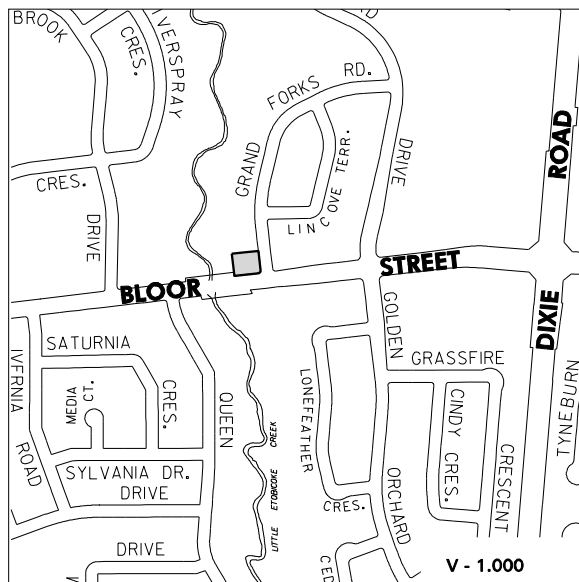 BROOK
CRES.
VERSPRAY
FORKS RD.
GRAND
LINCOVE TERR.
DRIVE
ROAD
CRES.
DRIVE
BLOOR STREET
DIXIE
SATURNIA
CRES.
MEDIA CT.
ROAD
SYLVANIA DR.
DRIVE
DRIVE
QUEEN
LITTLE ETOBICOKE CREEK
LONEFEATHER
CRES.
GOLDEN
ORCHARD
GRASSFIRE
CINDY CRES.
CRESCENT
TYNEBURN
CED
V - 1.000